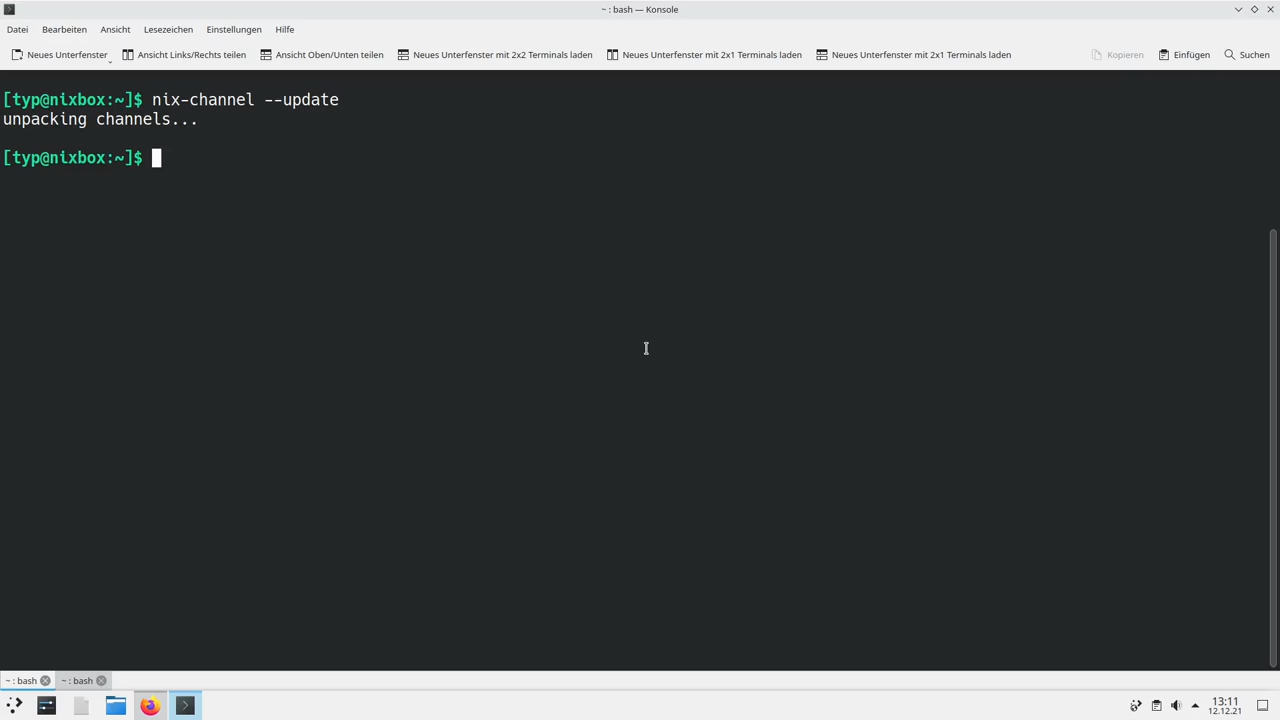 ~ : bash — Konsole
Datei Bearbeiten Ansicht Lesezeichen Einstellungen Hilfe
Neues Unterfenster Ansicht Links/Rechts teilen Ansicht Oben/Unten teilen Neues Unterfenster mit 2x2 Terminals laden Neues Unterfenster mit 2x1 Terminals laden Neues Unterfenster mit 2x1 Terminals laden Kopieren Einfügen Suchen
[typ@nixbox:~]$ nix-channel --update
unpacking channels...
[typ@nixbox:~]$
~ : bash ~ : bash
13:11
12.12.21